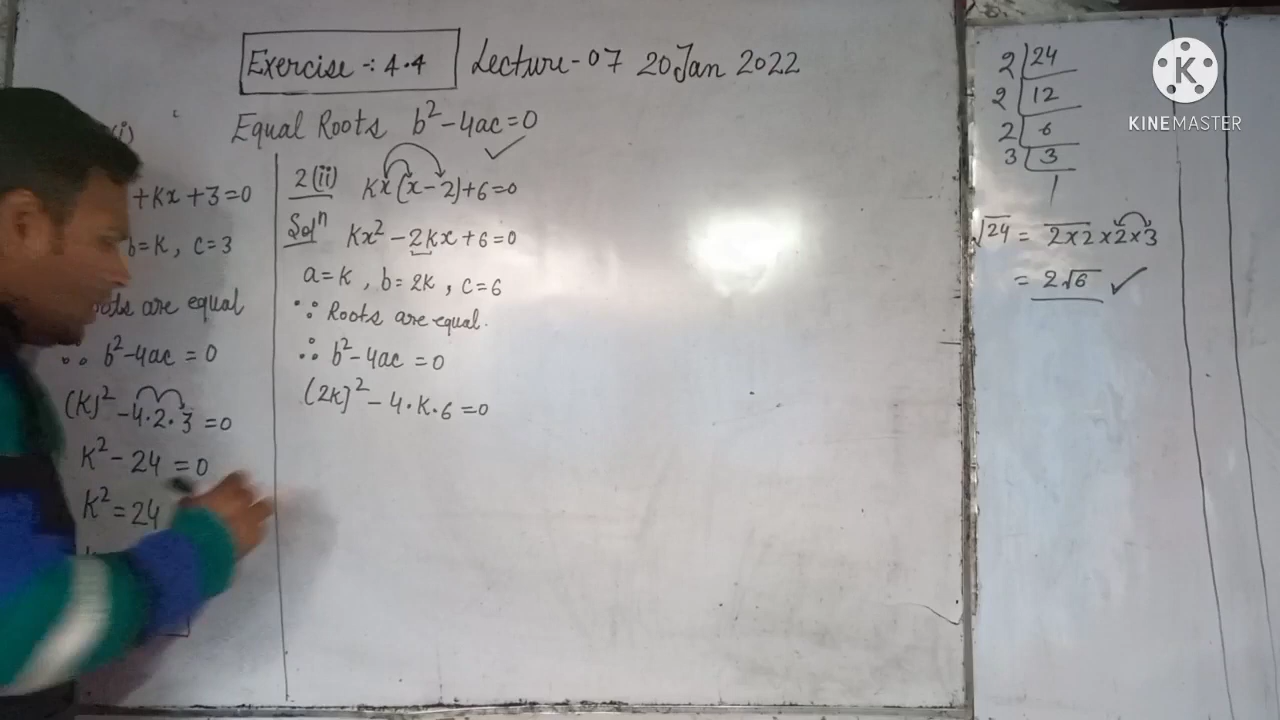 Exercise -: 4.4 Lecture-07 20 Jan 2022
Equal Roots b²-4ac=0 ✓
(i)
+Kx+3=0
b=K, c=3
are equal
∴ b²-4ac = 0
(K)² - 4·2·3 = 0
K² - 24 = 0
K² = 24
2(ii) Kx(x-2)+6=0
Solⁿ Kx² - 2Kx + 6 = 0
a=K, b=2K, c=6
∵ Roots are equal.
∴ b²-4ac = 0
(2K)² - 4·K·6 = 0
2 | 24
2 | 12
2 | 6
3 | 3
1
√24 = 2×2×2×3
= 2√6 ✓
K
KINEMASTER